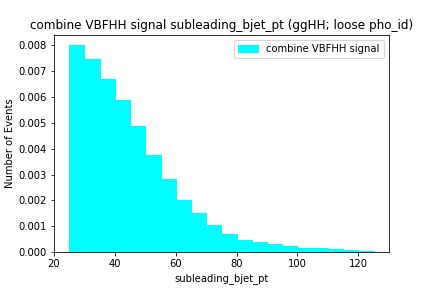 combine VBFHH signal subleading_bjet_pt (ggHH; loose pho_id)
combine VBFHH signal
Number of Events
0.008
0.007
0.006
0.005
0.004
0.003
0.002
0.001
0.000
20 40 60 80 100 120
subleading_bjet_pt